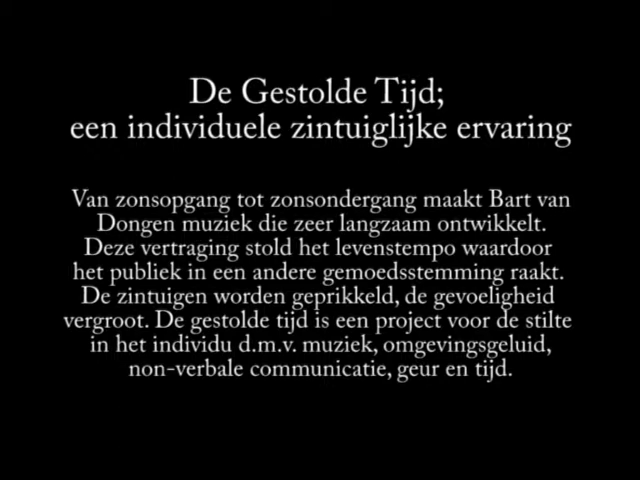 De Gestolde Tijd;
een individuele zintuiglijke ervaring
Van zonsopgang tot zonsondergang maakt Bart van
Dongen muziek die zeer langzaam ontwikkelt.
Deze vertraging stold het levenstempo waardoor
het publiek in een andere gemoedsstemming raakt.
De zintuigen worden geprikkeld, de gevoeligheid
vergroot. De gestolde tijd is een project voor de stilte
in het individu d.m.v. muziek, omgevingsgeluid,
non-verbale communicatie, geur en tijd.